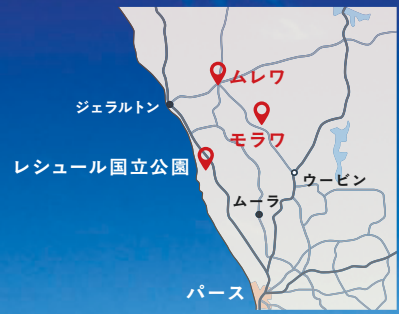 ムレワ
ジェラルトン
モラワ
レシュール国立公園
ウービン
ムーラ
パース